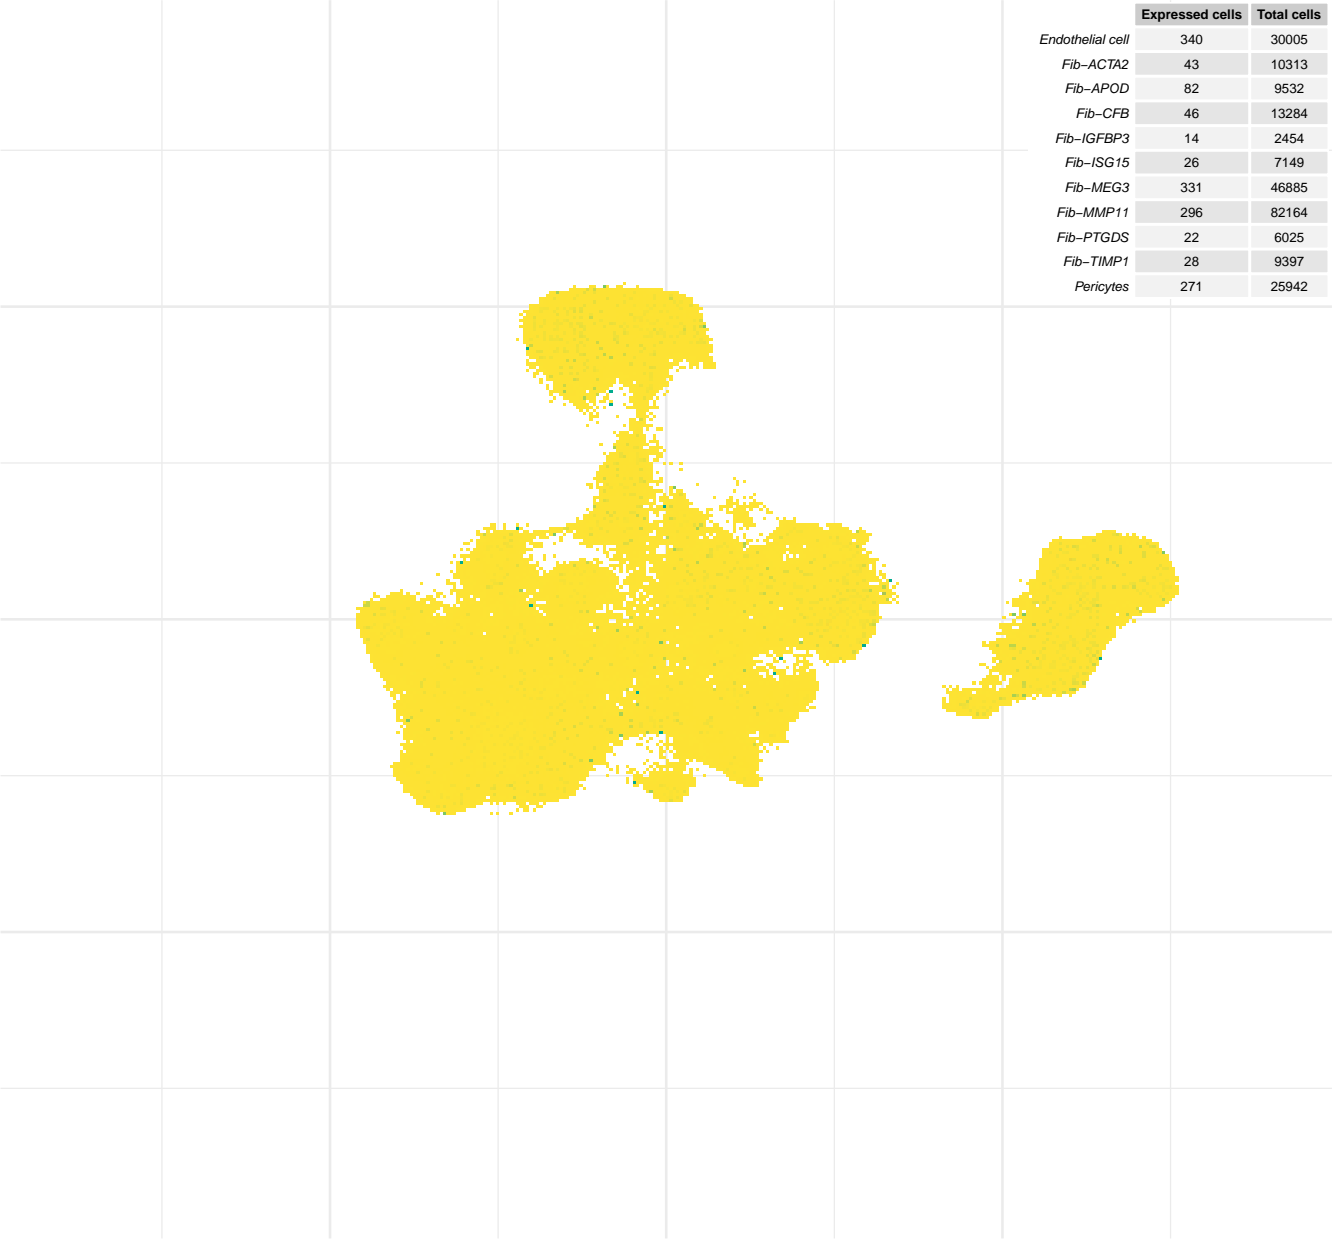 Expressed cells Total cells
Endothelial cell 340 30005
Fib−ACTA2 43 10313
Fib−APOD 82 9532
Fib−CFB 46 13284
Fib−IGFBP3 14 2454
Fib−ISG15 26 7149
Fib−MEG3 331 46885
Fib−MMP11 296 82164
Fib−PTGDS 22 6025
Fib−TIMP1 28 9397
Pericytes 271 25942